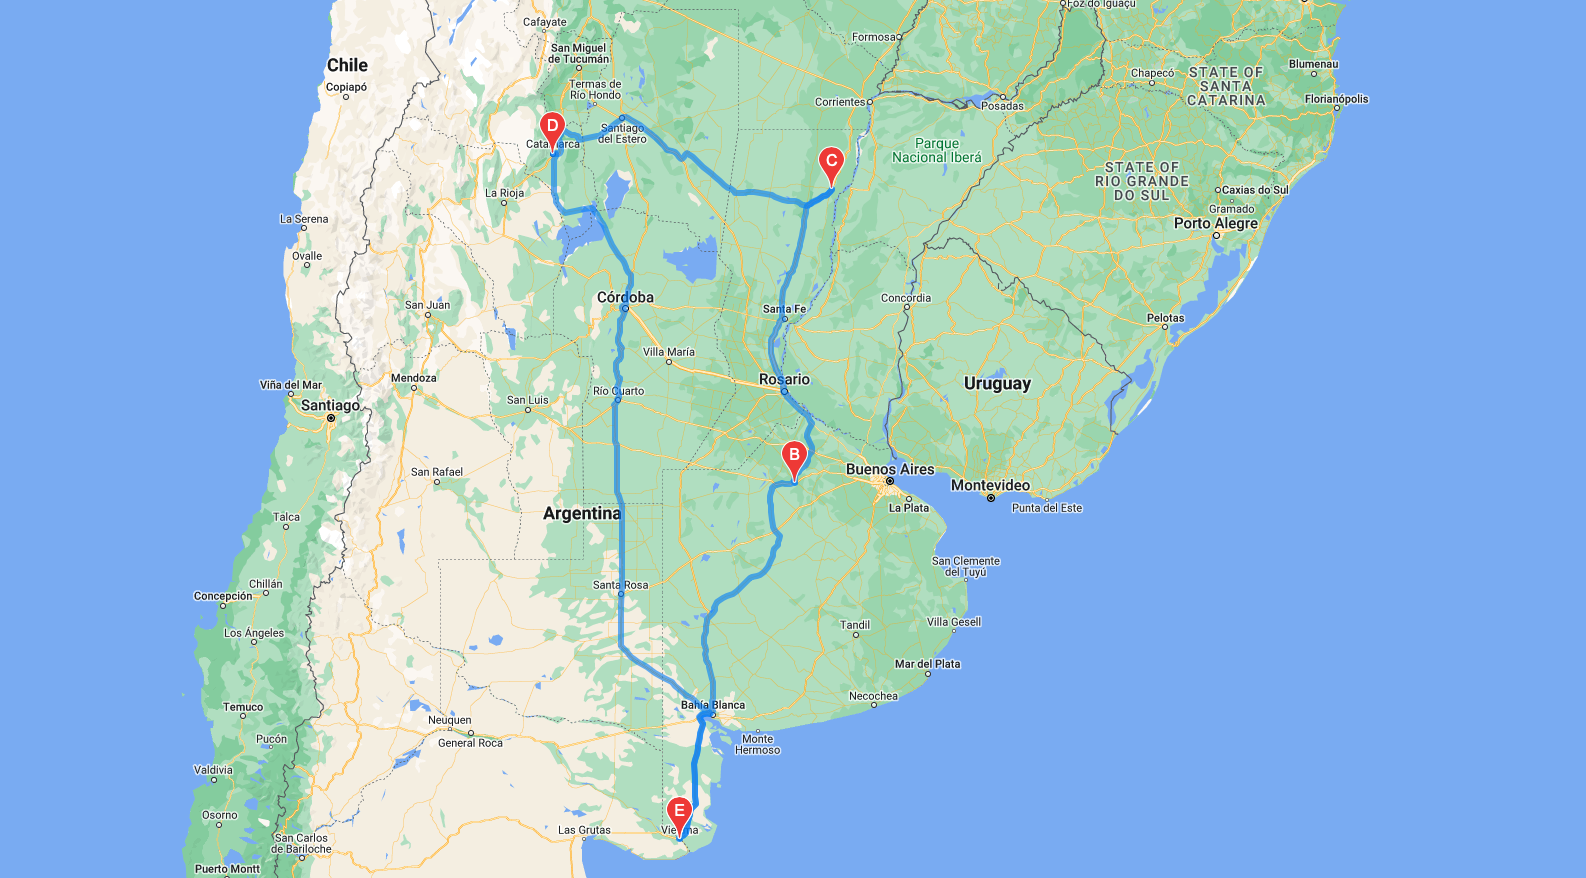 Foz do Iguaçu
Cafayate
Formosa
San Miguel
de Tucumán
Chile
Copiapó
Chapecó
STATE OF
SANTA
CATARINA
Blumenau
Florianópolis
Termas de
Río Hondo
Corrientes
Posadas
D
Santiago
del Estero
Parque
Nacional Iberá
C
STATE OF
RIO GRANDE
DO SUL
La Rioja
Caxias do Sul
Gramado
Porto Alegre
La Serena
Ovalle
San Juan
Córdoba
Santa Fe
Concordia
Pelotas
Villa María
Viña del Mar
Mendoza
Rosario
Uruguay
Santiago
San Luis
Río Cuarto
B
San Rafael
Buenos Aires
Montevideo
La Plata
Punta del Este
Talca
Argentina
San Clemente
del Tuyú
Chillán
Concepción
Santa Rosa
Los Ángeles
Tandil
Villa Gesell
Mar del Plata
Temuco
Bahía Blanca
Necochea
Neuquen
General Roca
Pucón
Monte
Hermoso
Valdivia
E
Osorno
Las Grutas
San Carlos
de Bariloche
Puerto Montt